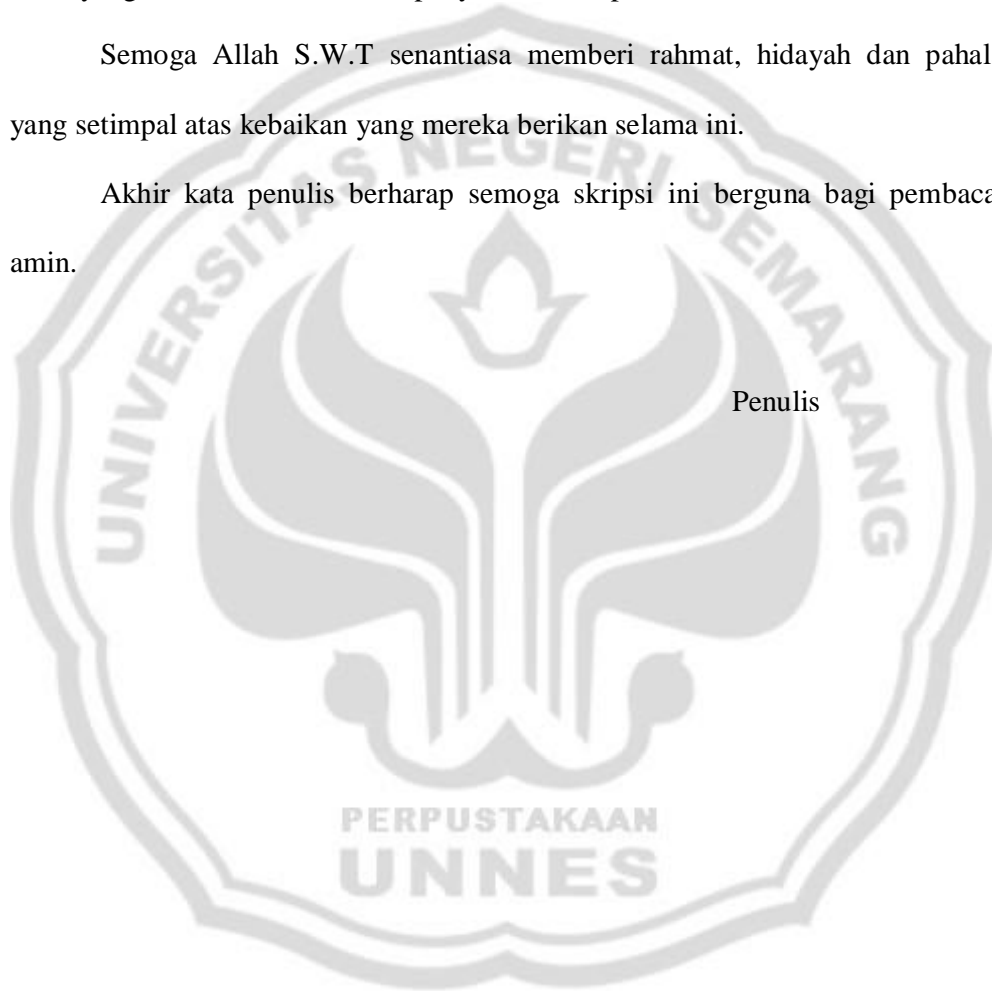 Semoga Allah S.W.T senantiasa memberi rahmat, hidayah dan pahal
yang setimpal atas kebaikan yang mereka berikan selama ini.
Akhir kata penulis berharap semoga skripsi ini berguna bagi pembaca
amin.
Penulis
UNIVERSITAS NEGERI SEMARANG
PERPUSTAKAAN
UNNES